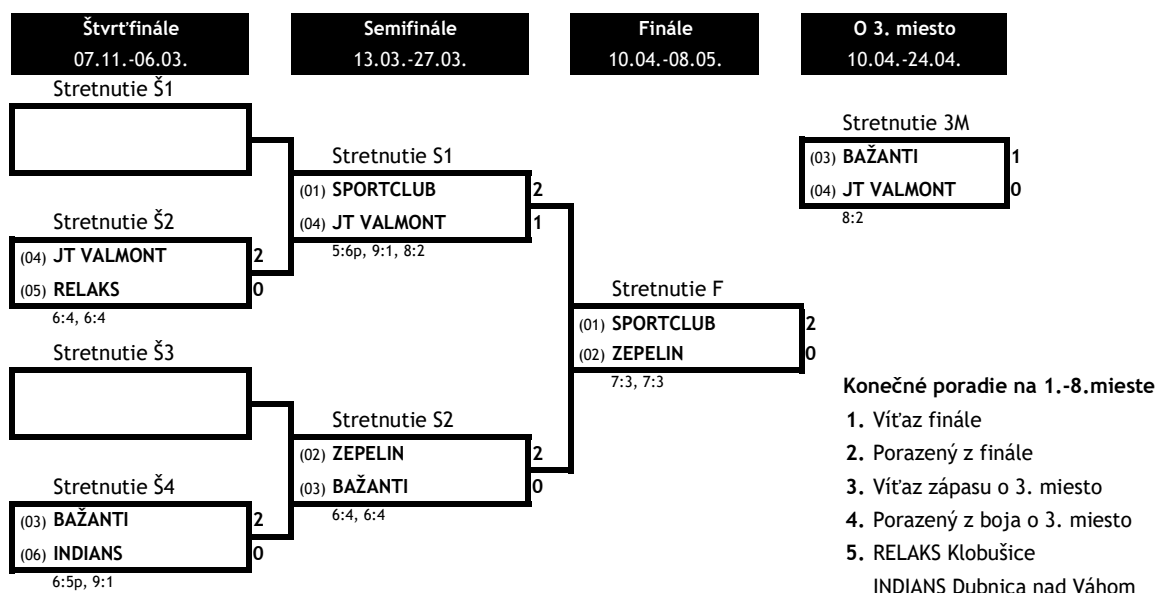 Štvrťfinále
07.11.-06.03.
Semifinále
13.03.-27.03.
Finále
10.04.-08.05.
O 3. miesto
10.04.-24.04.
Stretnutie Š1
Stretnutie Š2
(04) JT VALMONT 2
(05) RELAKS 0
6:4, 6:4
Stretnutie Š3
Stretnutie Š4
(03) BAŽANTI 2
(06) INDIANS 0
6:5p, 9:1
Stretnutie S1
(01) SPORTCLUB 2
(04) JT VALMONT 1
5:6p, 9:1, 8:2
Stretnutie S2
(02) ZEPELIN 2
(03) BAŽANTI 0
6:4, 6:4
Stretnutie F
(01) SPORTCLUB 2
(02) ZEPELIN 0
7:3, 7:3
Stretnutie 3M
(03) BAŽANTI 1
(04) JT VALMONT 0
8:2
Konečné poradie na 1.-8.mieste
1. Víťaz finále
2. Porazený z finále
3. Víťaz zápasu o 3. miesto
4. Porazený z boja o 3. miesto
5. RELAKS Klobušice
INDIANS Dubnica nad Váhom